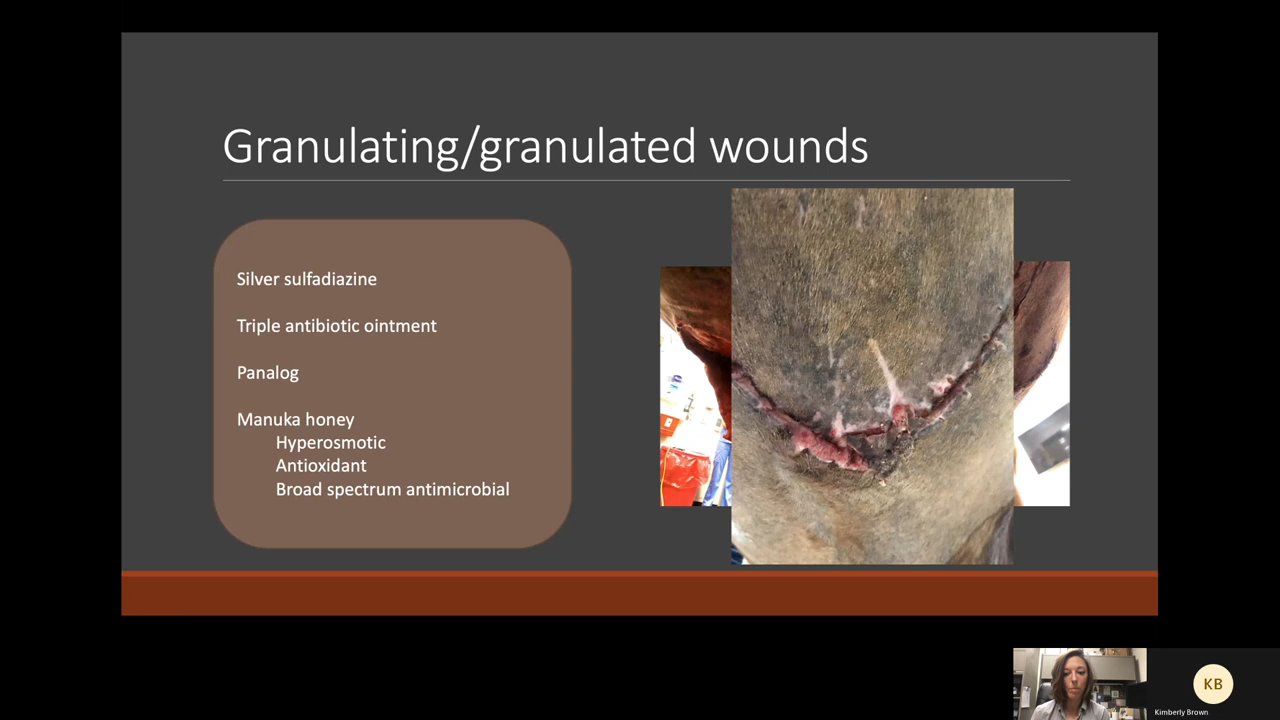 Granulating/granulated wounds
Silver sulfadiazine
Triple antibiotic ointment
Panalog
Manuka honey
Hyperosmotic
Antioxidant
Broad spectrum antimicrobial
KB
Kimberly Brown